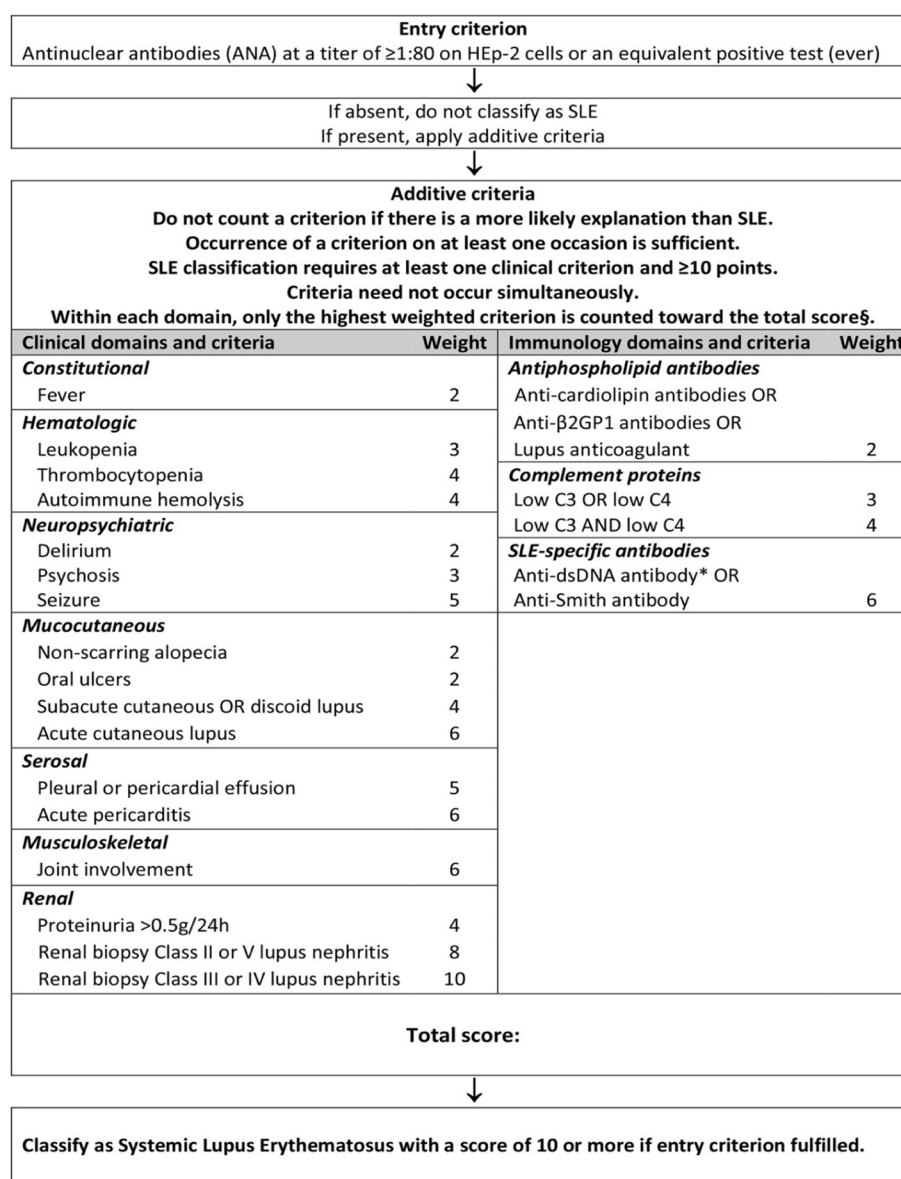 Entry criterion
Antinuclear antibodies (ANA) at a titer of ≥1:80 on HEp-2 cells or an equivalent positive test (ever)
↓
If absent, do not classify as SLE
If present, apply additive criteria
↓
Additive criteria
Do not count a criterion if there is a more likely explanation than SLE.
Occurrence of a criterion on at least one occasion is sufficient.
SLE classification requires at least one clinical criterion and ≥10 points.
Criteria need not occur simultaneously.
Within each domain, only the highest weighted criterion is counted toward the total score§.
Clinical domains and criteria Weight
Constitutional
Fever 2
Hematologic
Leukopenia 3
Thrombocytopenia 4
Autoimmune hemolysis 4
Neuropsychiatric
Delirium 2
Psychosis 3
Seizure 5
Mucocutaneous
Non-scarring alopecia 2
Oral ulcers 2
Subacute cutaneous OR discoid lupus 4
Acute cutaneous lupus 6
Serosal
Pleural or pericardial effusion 5
Acute pericarditis 6
Musculoskeletal
Joint involvement 6
Renal
Proteinuria >0.5g/24h 4
Renal biopsy Class II or V lupus nephritis 8
Renal biopsy Class III or IV lupus nephritis 10
Immunology domains and criteria Weight
Antiphospholipid antibodies
Anti-cardiolipin antibodies OR
Anti-β2GP1 antibodies OR
Lupus anticoagulant 2
Complement proteins
Low C3 OR low C4 3
Low C3 AND low C4 4
SLE-specific antibodies
Anti-dsDNA antibody* OR
Anti-Smith antibody 6
Total score:
↓
Classify as Systemic Lupus Erythematosus with a score of 10 or more if entry criterion fulfilled.